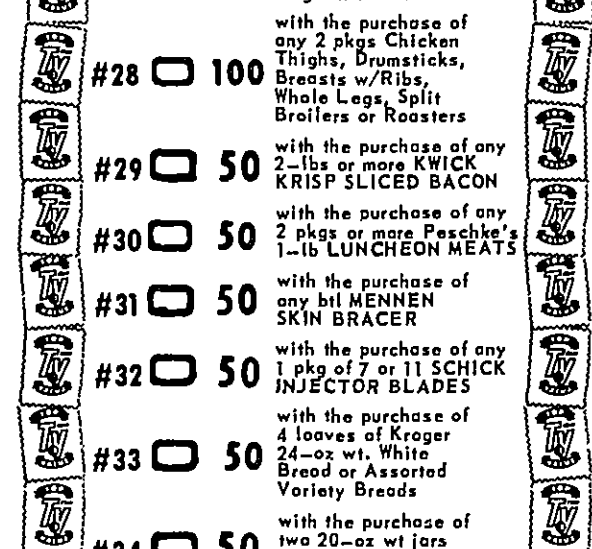 with the purchase of
any 2 pkgs Chicken
Thighs, Drumsticks,
#28 100 Breasts w/Ribs,
Whole Legs, Split
Broilers or Roasters
with the purchase of any
#29 50 2-lbs or more KWICK
KRISP SLICED BACON
with the purchase of any
#30 50 2 pkgs or more Peschke's
1-lb LUNCHEON MEATS
with the purchase of
#31 50 any btl MENNEN
SKIN BRACER
with the purchase of any
#32 50 1 pkg of 7 or 11 SCHICK
INJECTOR BLADES
with the purchase of
4 loaves of Kroger
#33 50 24-oz wt. White
Bread or Assorted
Variety Breads
with the purchase of
#34 50 two 20-oz wt jars